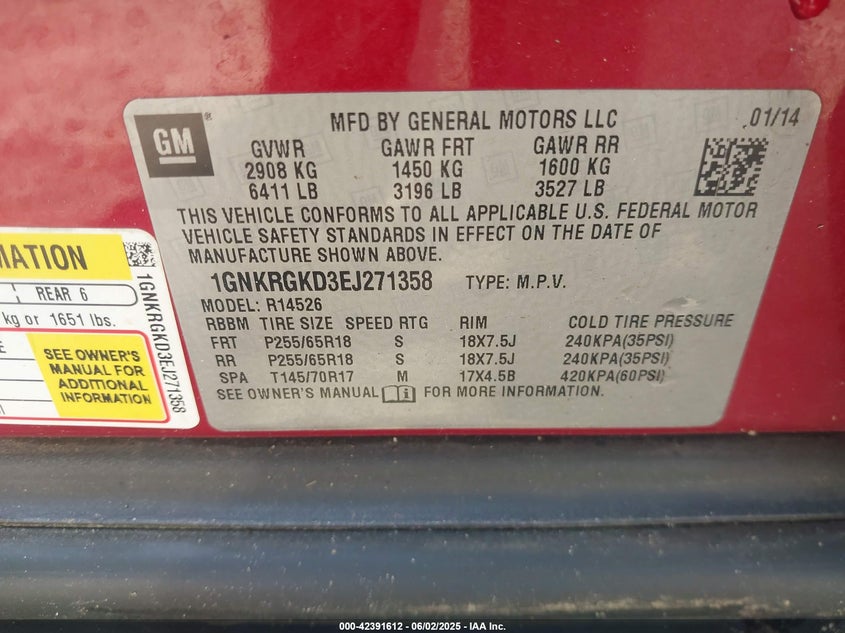 GM
MFD BY GENERAL MOTORS LLC
01/14
GVWR GAWR FRT GAWR RR
2908 KG 1450 KG 1600 KG
6411 LB 3196 LB 3527 LB
THIS VEHICLE CONFORMS TO ALL APPLICABLE U.S. FEDERAL MOTOR
VEHICLE SAFETY STANDARDS IN EFFECT ON THE DATE OF
MANUFACTURE SHOWN ABOVE.
1GNKRGKD3EJ271358 TYPE: M.P.V.
MODEL: R14526
RBBM TIRE SIZE SPEED RTG RIM COLD TIRE PRESSURE
FRT P255/65R18 S 18X7.5J 240KPA(35PSI)
RR P255/65R18 S 18X7.5J 240KPA(35PSI)
SPA T145/70R17 M 17X4.5B 420KPA(60PSI)
SEE OWNER'S MANUAL FOR MORE INFORMATION.
MATION
REAR 6
kg or 1651 lbs.
SEE OWNER'S
MANUAL FOR
ADDITIONAL
INFORMATION
1GNKRGKD3EJ271358
000-42391612 - 06/02/2025 - IAA Inc.